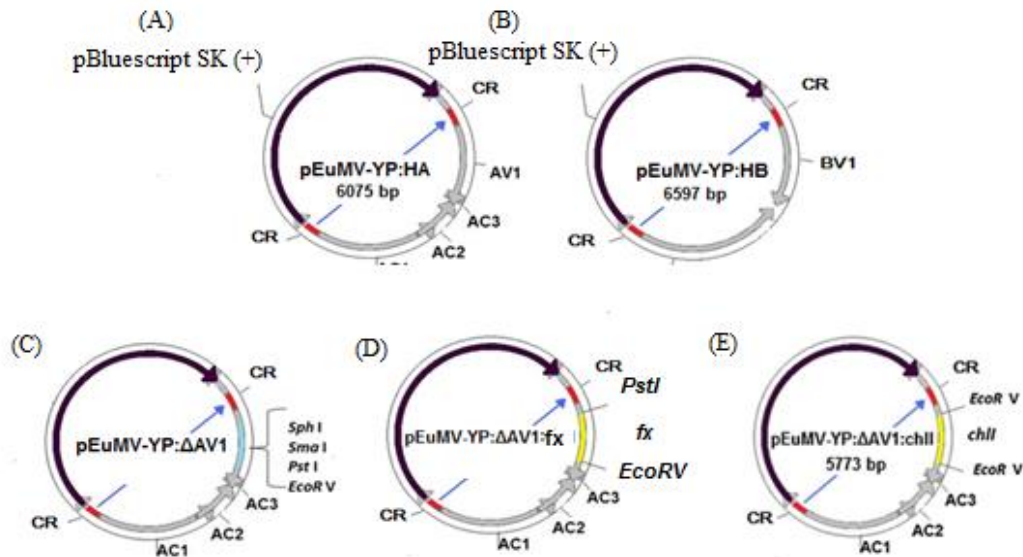 (A)
pBluescript SK (+)
CR
pEuMV-YP:HA
6075 bp
AV1
AC3
AC2
CR
(B)
pBluescript SK (+)
CR
pEuMV-YP:HB
6597 bp
BV1
CR
(C)
CR
pEuMV-YP:ΔAV1
Sph I
Sma I
Pst I
EcoR V
AC3
AC2
AC1
CR
(D)
CR
PstI
pEuMV-YP:ΔAV1:fx
fx
EcoRV
AC3
AC2
AC1
CR
(E)
CR
EcoR V
pEuMV-YP:ΔAV1:chlI
5773 bp
chlI
EcoR V
AC3
AC2
AC1
CR